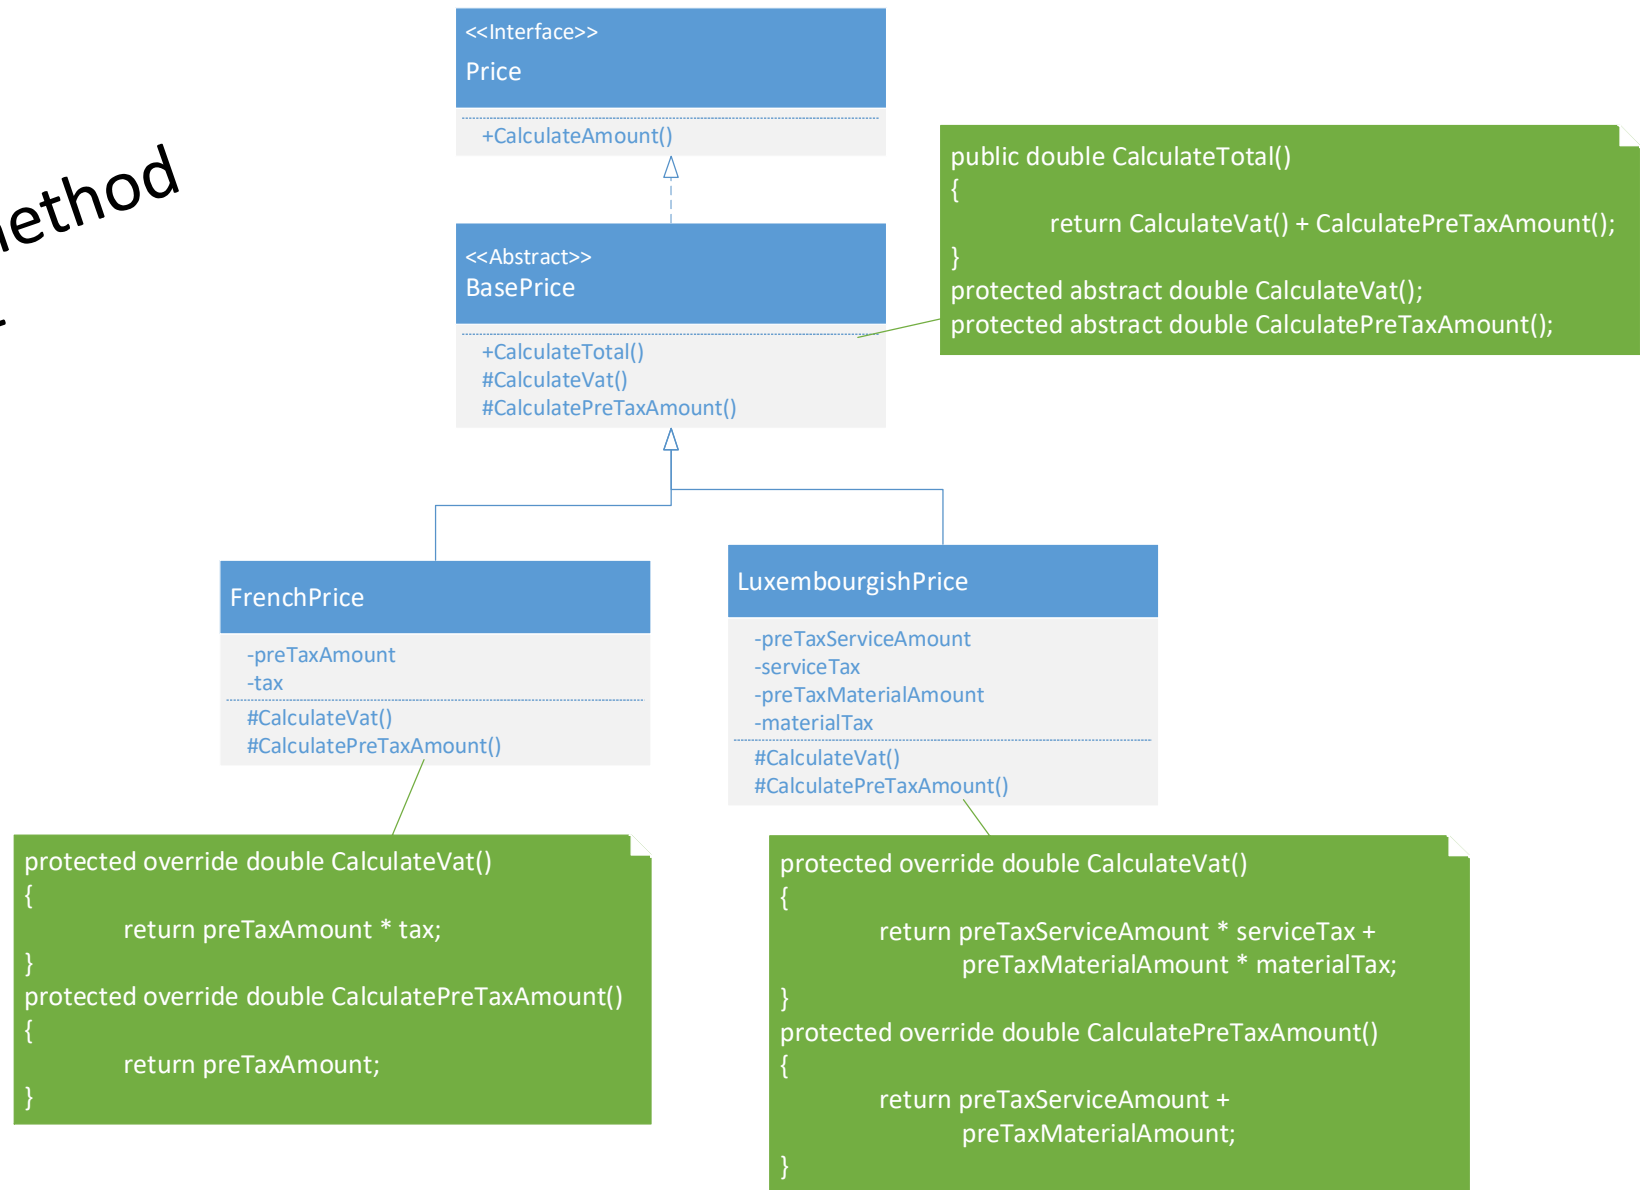 <<Interface>>
Price
+CalculateAmount()
method
<<Abstract>>
BasePrice
+CalculateTotal()
#CalculateVat()
#CalculatePreTaxAmount()
public double CalculateTotal()
{
return CalculateVat() + CalculatePreTaxAmount();
}
protected abstract double CalculateVat();
protected abstract double CalculatePreTaxAmount();
FrenchPrice
-preTaxAmount
-tax
#CalculateVat()
#CalculatePreTaxAmount()
LuxembourgishPrice
-preTaxServiceAmount
-serviceTax
-preTaxMaterialAmount
-materialTax
#CalculateVat()
#CalculatePreTaxAmount()
protected override double CalculateVat()
{
return preTaxAmount * tax;
}
protected override double CalculatePreTaxAmount()
{
return preTaxAmount;
}
protected override double CalculateVat()
{
return preTaxServiceAmount * serviceTax +
preTaxMaterialAmount * materialTax;
}
protected override double CalculatePreTaxAmount()
{
return preTaxServiceAmount +
preTaxMaterialAmount;
}